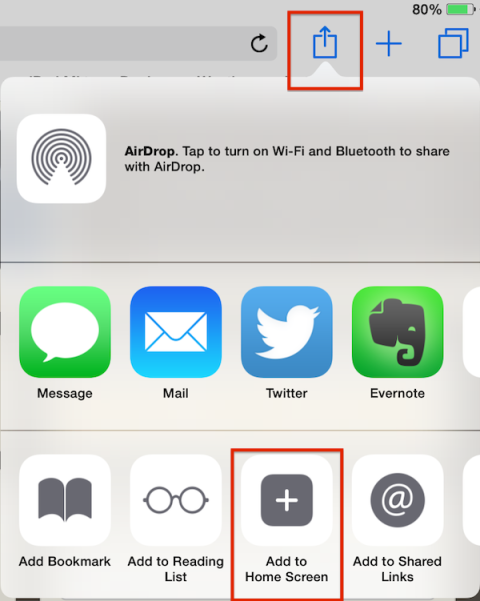 80%
AirDrop. Tap to turn on Wi-Fi and Bluetooth to share
with AirDrop.
Message Mail Twitter Evernote
Add Bookmark Add to Reading List Add to Home Screen Add to Shared Links